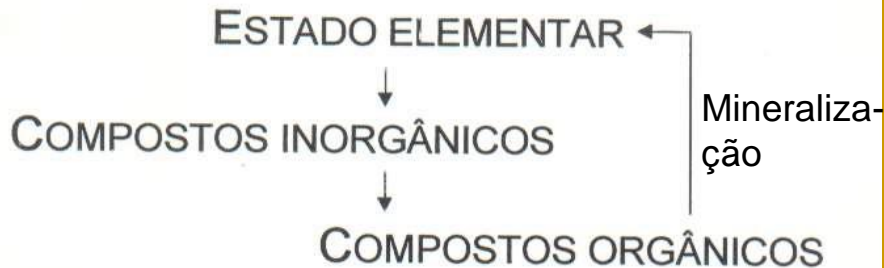 ESTADO ELEMENTAR
COMPOSTOS INORGÂNICOS
Mineraliza-
ção
COMPOSTOS ORGÂNICOS